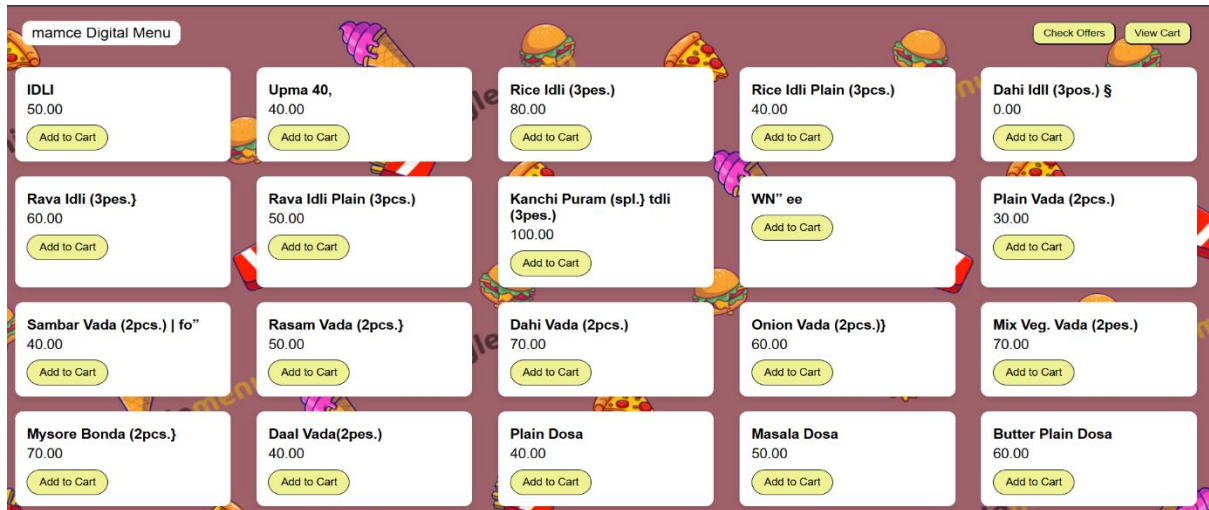 mamce Digital Menu
Check Offers
View Cart
IDLI
50.00
Add to Cart
Upma 40,
40.00
Add to Cart
Rice Idli (3pes.)
80.00
Add to Cart
Rice Idli Plain (3pcs.)
40.00
Add to Cart
Dahi Idll (3pos.) §
0.00
Add to Cart
Rava Idli (3pes.}
60.00
Add to Cart
Rava Idli Plain (3pcs.)
50.00
Add to Cart
Kanchi Puram (spl.} tdli
(3pes.)
100.00
Add to Cart
WN” ee
Add to Cart
Plain Vada (2pcs.)
30.00
Add to Cart
Sambar Vada (2pcs.) | fo”
40.00
Add to Cart
Rasam Vada (2pcs.}
50.00
Add to Cart
Dahi Vada (2pcs.)
70.00
Add to Cart
Onion Vada (2pcs.)}
60.00
Add to Cart
Mix Veg. Vada (2pes.)
70.00
Add to Cart
Mysore Bonda (2pcs.}
70.00
Add to Cart
Daal Vada(2pes.)
40.00
Add to Cart
Plain Dosa
40.00
Add to Cart
Masala Dosa
50.00
Add to Cart
Butter Plain Dosa
60.00
Add to Cart